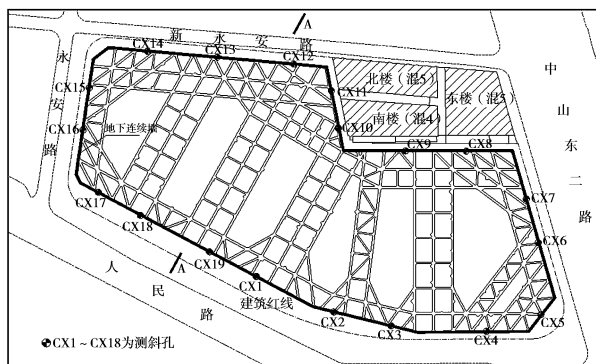 A
新永安路
CX14
CX13
CX12
北楼（混5）
中山东二路
永安路
CX15
CX11
东楼（混5）
南楼（混4）
CX16
地下连续墙
CX10
CX9
CX8
CX17
CX7
CX18
CX6
A
CX19
人民路
CX1
建筑红线
CX2
CX3
CX4
CX5
CX1～CX18为测斜孔